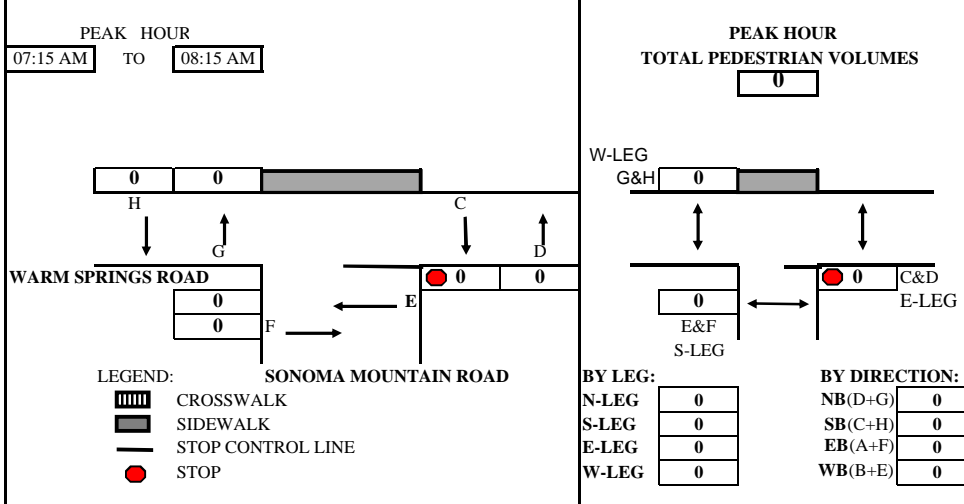 PEAK HOUR
07:15 AM TO 08:15 AM
0 0
H C
G D
WARM SPRINGS ROAD
0 0
0 E
0 F
LEGEND: SONOMA MOUNTAIN ROAD
CROSSWALK
SIDEWALK
STOP CONTROL LINE
STOP
PEAK HOUR
TOTAL PEDESTRIAN VOLUMES
0
W-LEG
G&H 0
0 C&D
0 E-LEG
E&F
S-LEG
BY LEG: BY DIRECTION:
N-LEG 0 NB(D+G) 0
S-LEG 0 SB(C+H) 0
E-LEG 0 EB(A+F) 0
W-LEG 0 WB(B+E) 0